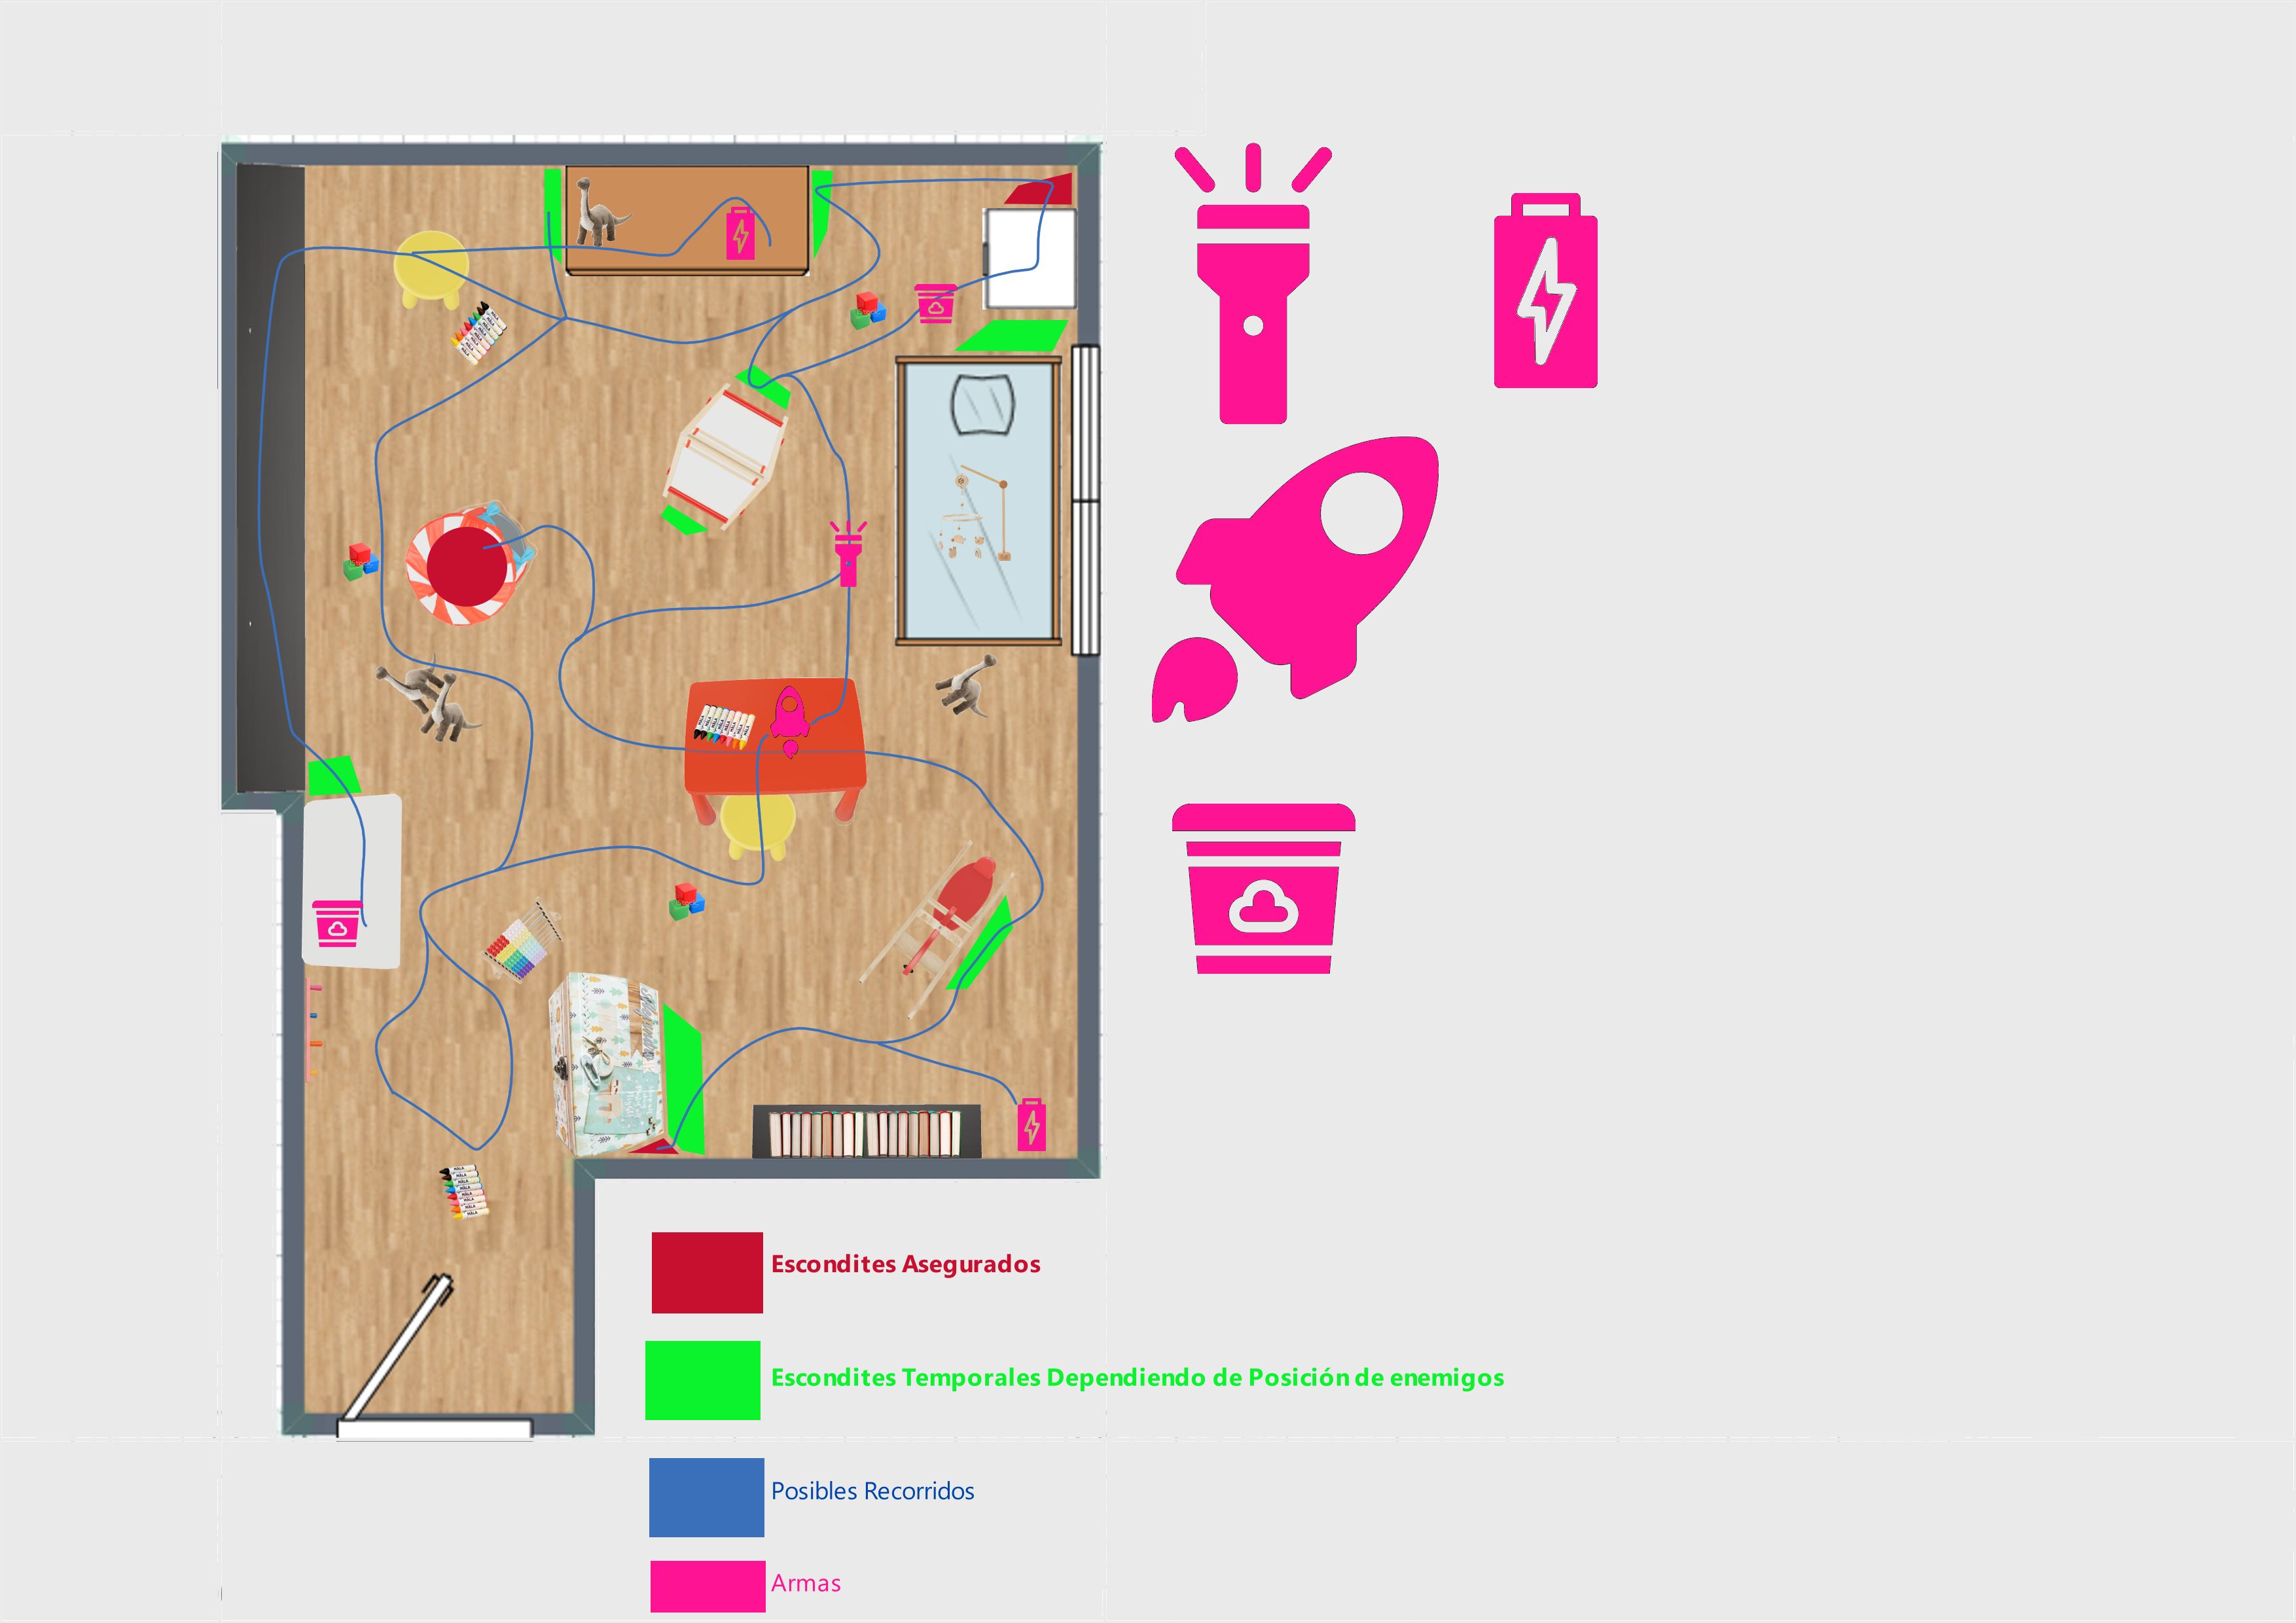 Escondites Asegurados
Escondites Temporales Dependiendo de Posición de enemigos
Posibles Recorridos
Armas